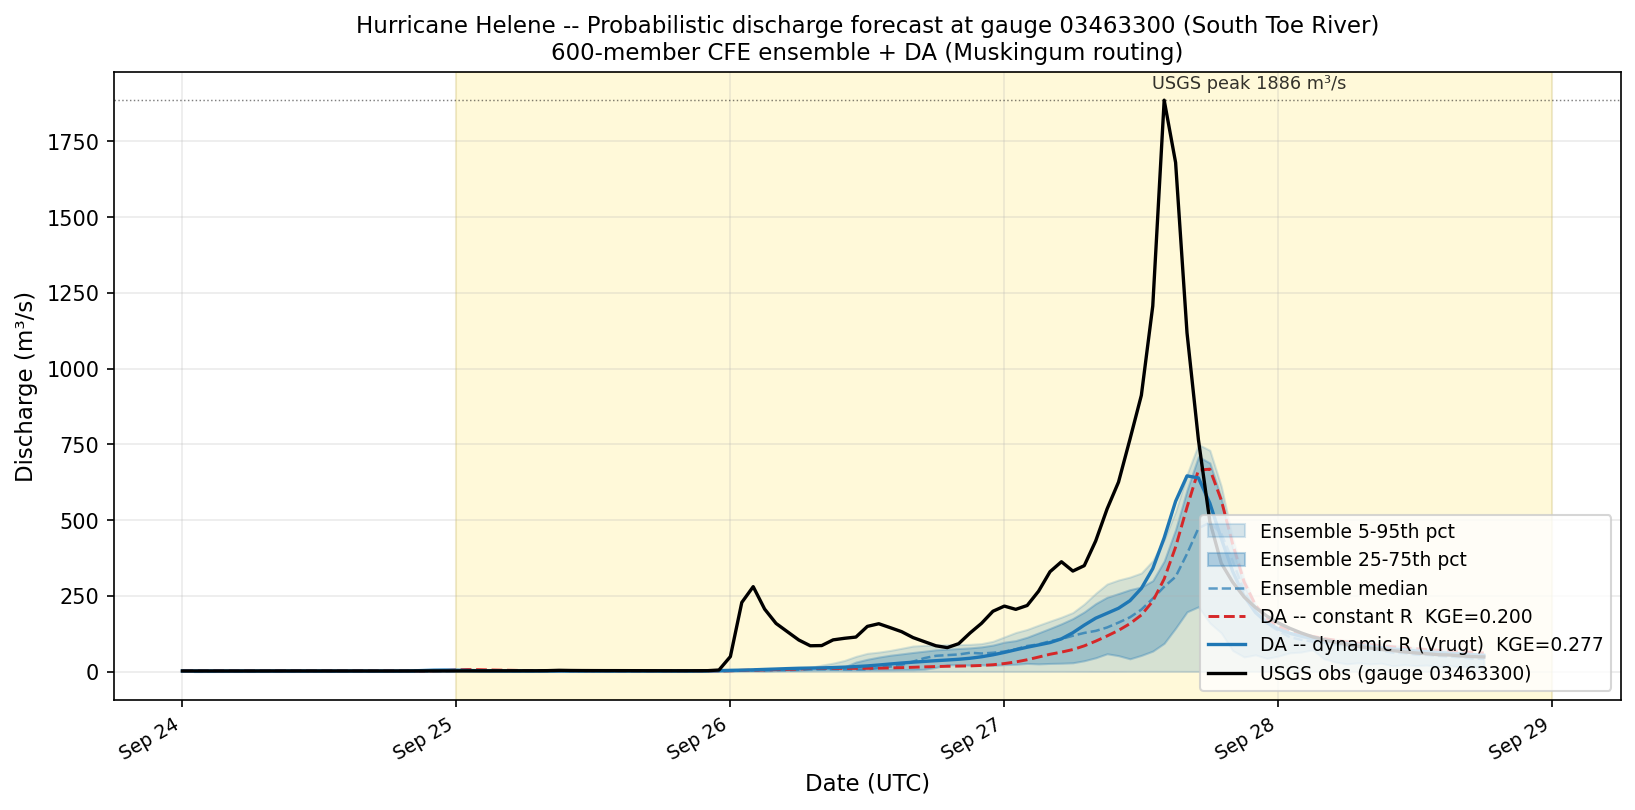 Hurricane Helene -- Probabilistic discharge forecast at gauge 03463300 (South Toe River)
600-member CFE ensemble + DA (Muskingum routing)
USGS peak 1886 m³/s
Discharge (m³/s)
1750
1500
1250
1000
750
500
250
0
Ensemble 5-95th pct
Ensemble 25-75th pct
Ensemble median
DA -- constant R  KGE=0.200
DA -- dynamic R (Vrugt)  KGE=0.277
USGS obs (gauge 03463300)
Sep 24
Sep 25
Sep 26
Sep 27
Sep 28
Sep 29
Date (UTC)